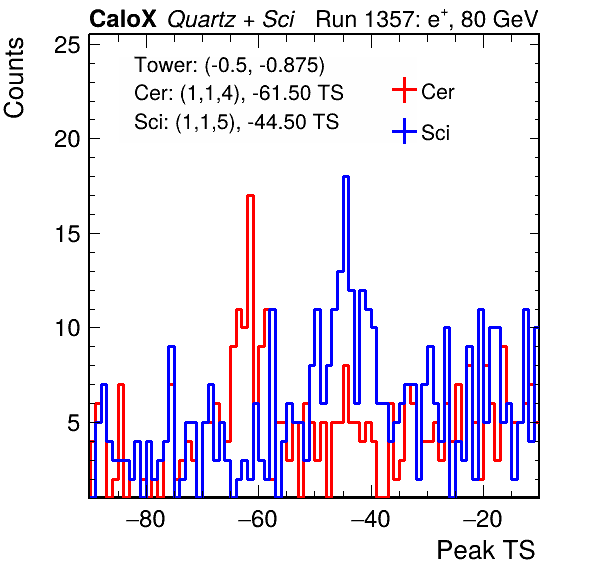 CaloX Quartz + Sci Run 1357: e+, 80 GeV
Counts
25
20
15
10
5
Tower: (-0.5, -0.875)
Cer: (1,1,4), -61.50 TS
Sci: (1,1,5), -44.50 TS
Cer
Sci
−80 −60 −40 −20
Peak TS